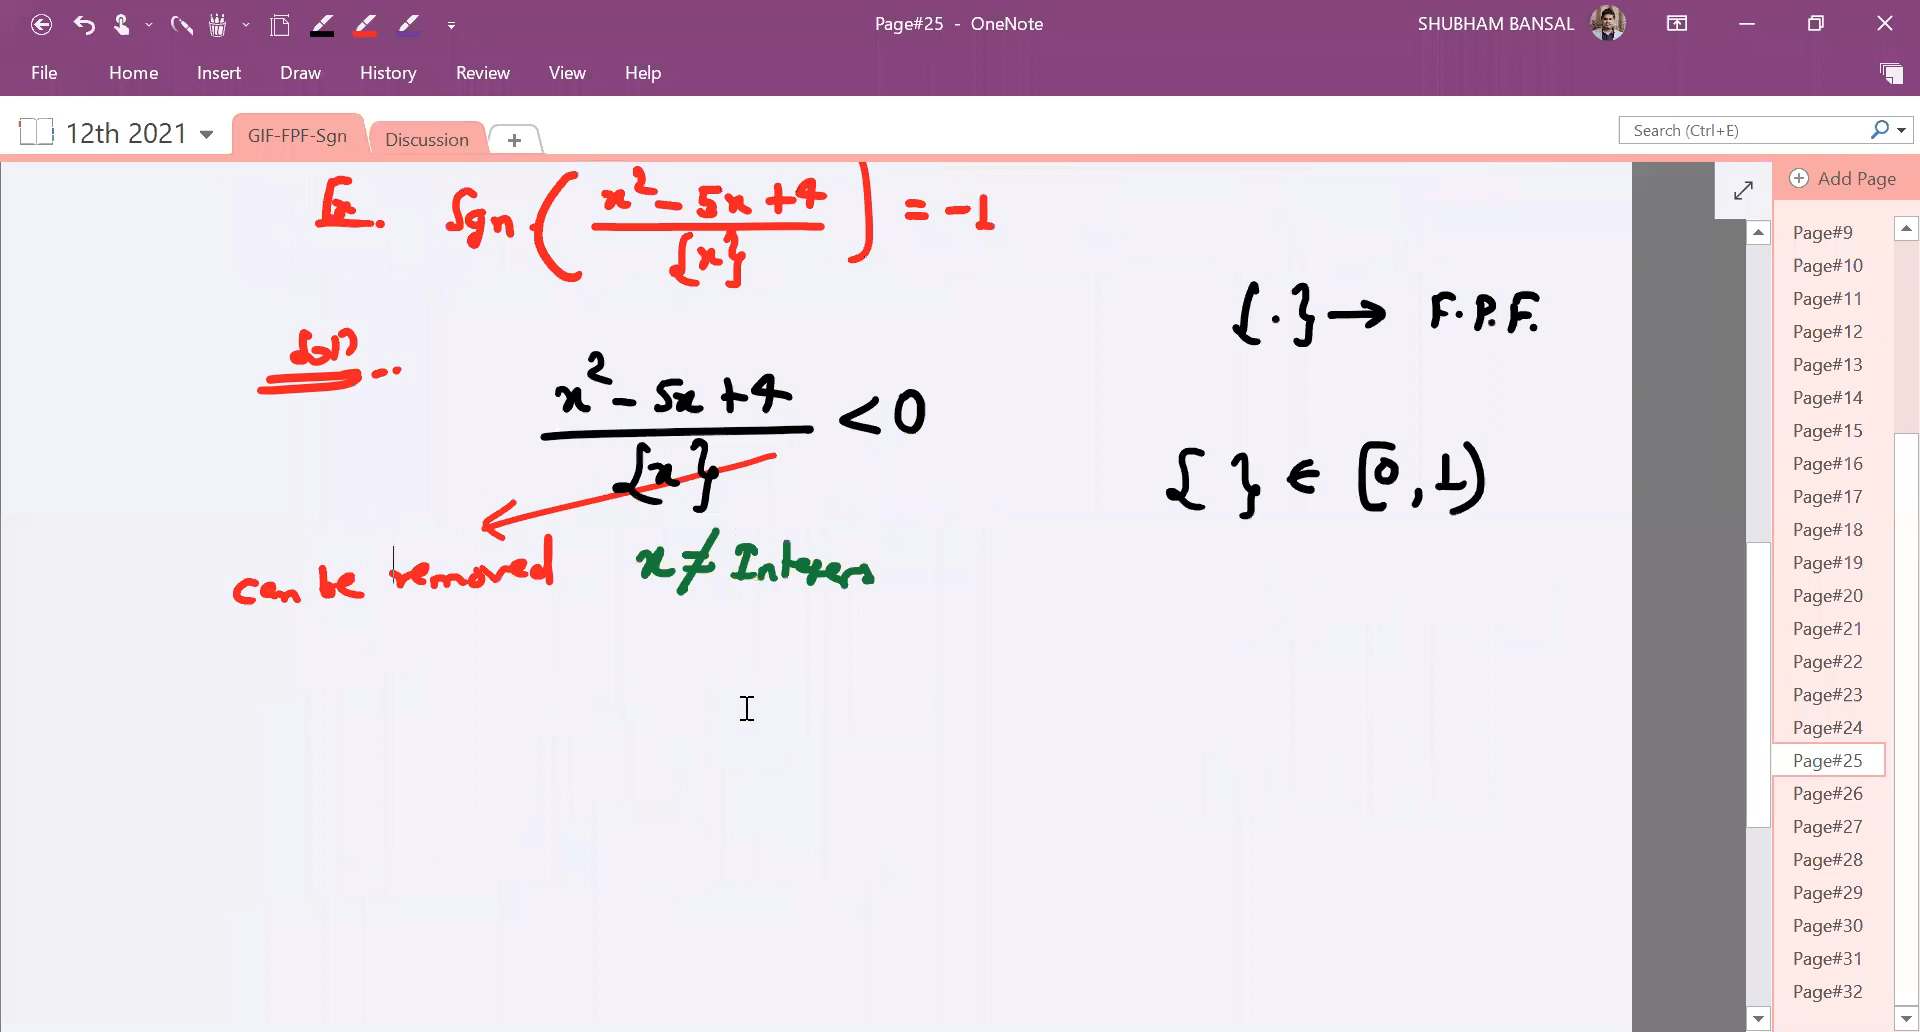 Page#25 - OneNote
SHUBHAM BANSAL
File Home Insert Draw History Review View Help
12th 2021
GIF-FPF-Sgn
Discussion
Search (Ctrl+E)
Add Page
Ex. Sgn ( x² - 5x + 4 / {x} ) = -1
{.} → F.P.F.
Solⁿ
x² - 5x + 4 / {x} < 0
{ } ∈ [0, 1)
can be removed
x ≠ Integers
Page#9
Page#10
Page#11
Page#12
Page#13
Page#14
Page#15
Page#16
Page#17
Page#18
Page#19
Page#20
Page#21
Page#22
Page#23
Page#24
Page#25
Page#26
Page#27
Page#28
Page#29
Page#30
Page#31
Page#32